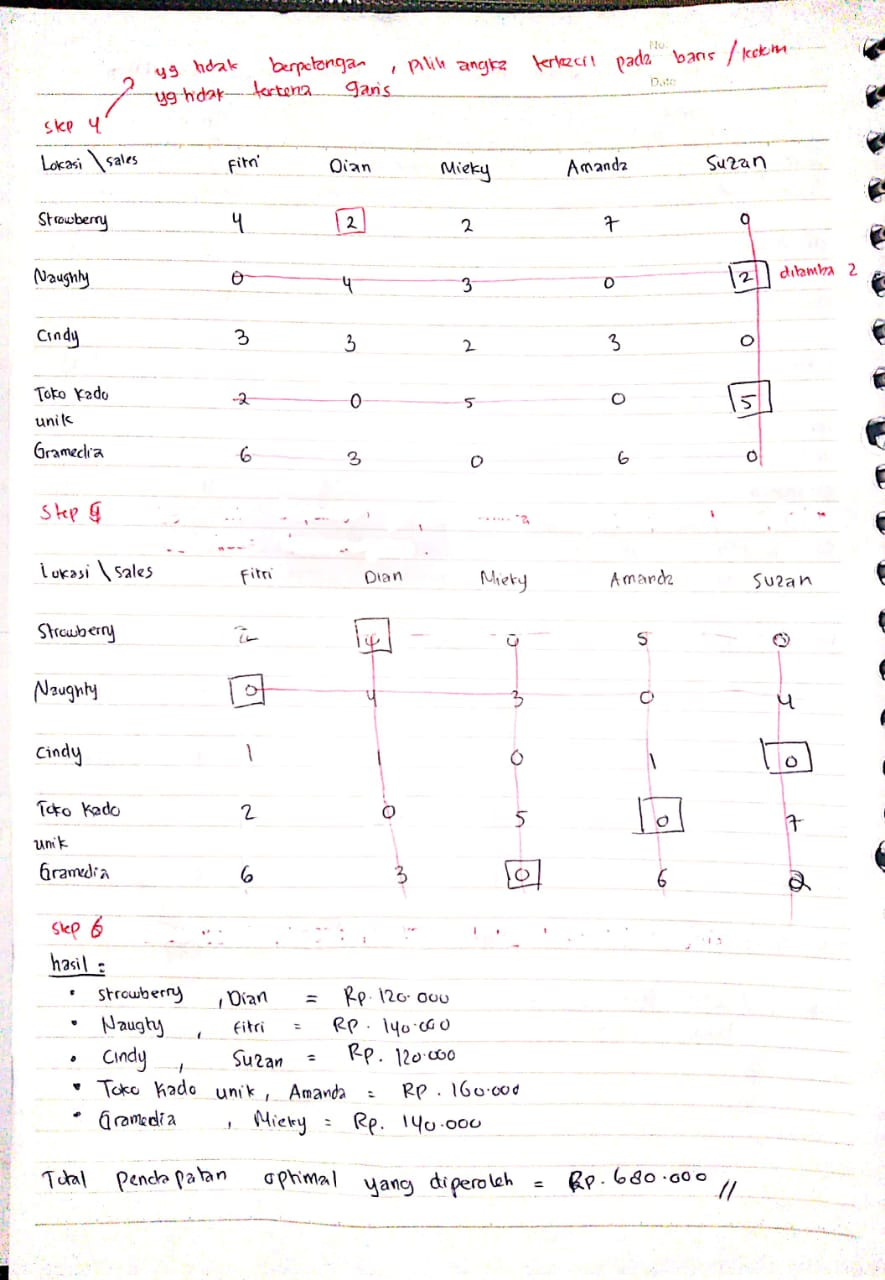 No.
yg tidak berpotongan, pilih angka terkecil pada baris / kolom
Date
yg tidak terkena garis
step 4
Lokasi \ sales Fitri Dian Mieky Amanda Suzan
Strowberry 4 2 2 7 0
Naughty 0 4 3 0 2 ditamba 2
Cindy 3 3 2 3 0
Toko Kado 2 0 5 0 5
unik
Gramedia 6 3 0 6 0
Step
Lokasi \ sales Fitri Dian Mieky Amanda Suzan
Strowberry 2 0 5 0
Naughty 0 4 3 0 4
Cindy 1 1 0 1 0
Toko Kado 2 0 5 0 7
unik
Gramedia 6 3 0 6 2
step 6
hasil =
• Strowberry , Dian = Rp. 120.000
• Naugty , Fitri = Rp. 140.000
• Cindy , Suzan = Rp. 120.000
• Toko Kado unik, Amanda = Rp. 160.000
• Gramedia , Mieky = Rp. 140.000
Total pendapatan optimal yang diperoleh = Rp. 680.000 //